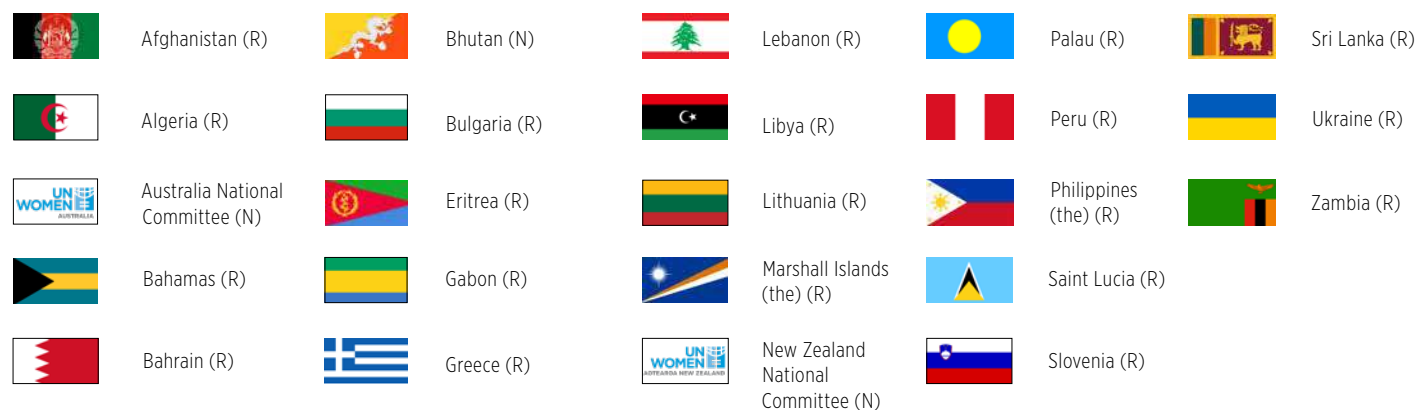 Afghanistan (R)
Algeria (R)
UN
WOMEN
AUSTRALIA
Australia National
Committee (N)
Bahamas (R)
Bahrain (R)
Bhutan (N)
Bulgaria (R)
Eritrea (R)
Gabon (R)
Greece (R)
Lebanon (R)
Libya (R)
Lithuania (R)
Marshall Islands
(the) (R)
UN
WOMEN
AOTEAROA NEW ZEALAND
New Zealand
National
Committee (N)
Palau (R)
Peru (R)
Philippines
(the) (R)
Saint Lucia (R)
Slovenia (R)
Sri Lanka (R)
Ukraine (R)
Zambia (R)